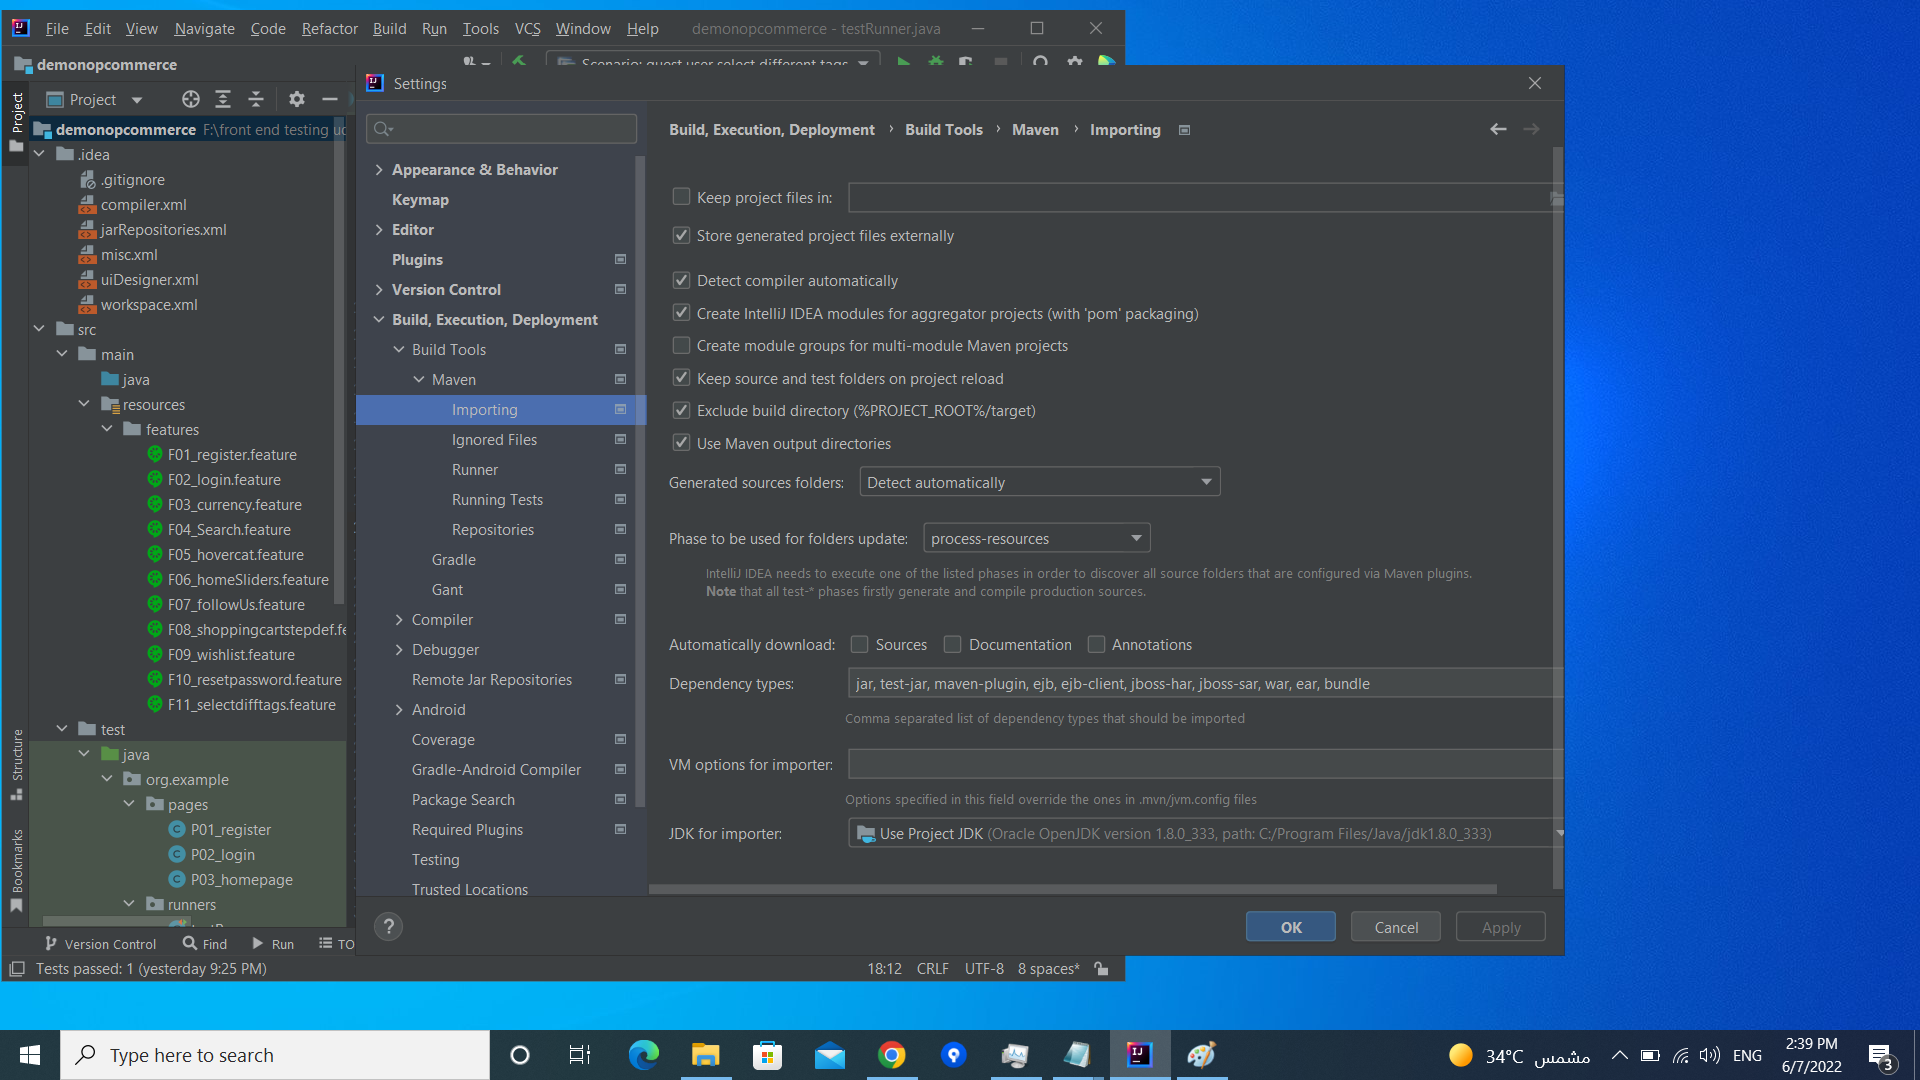 File Edit View Navigate Code Refactor Build Run Tools VCS Window Help demonopcommerce - testRunner.java
demonopcommerce
Scenario: guest user select different tags
Settings
Project
Project
demonopcommerce F:\front end testing
.idea
.gitignore
compiler.xml
jarRepositories.xml
misc.xml
uiDesigner.xml
workspace.xml
src
main
java
resources
features
F01_register.feature
F02_login.feature
F03_currency.feature
F04_Search.feature
F05_hovercat.feature
F06_homeSliders.feature
F07_followUs.feature
F08_shoppingcartstepdef.fe
F09_wishlist.feature
F10_resetpassword.feature
F11_selectdifftags.feature
test
java
org.example
pages
P01_register
P02_login
P03_homepage
runners
Structure
Bookmarks
Appearance & Behavior
Keymap
Editor
Plugins
Version Control
Build, Execution, Deployment
Build Tools
Maven
Importing
Ignored Files
Runner
Running Tests
Repositories
Gradle
Gant
Compiler
Debugger
Remote Jar Repositories
Android
Coverage
Gradle-Android Compiler
Package Search
Required Plugins
Testing
Trusted Locations
Build, Execution, Deployment › Build Tools › Maven › Importing
Keep project files in:
Store generated project files externally
Detect compiler automatically
Create IntelliJ IDEA modules for aggregator projects (with 'pom' packaging)
Create module groups for multi-module Maven projects
Keep source and test folders on project reload
Exclude build directory (%PROJECT_ROOT%/target)
Use Maven output directories
Generated sources folders: Detect automatically
Phase to be used for folders update: process-resources
IntelliJ IDEA needs to execute one of the listed phases in order to discover all source folders that are configured via Maven plugins.
Note that all test-* phases firstly generate and compile production sources.
Automatically download: Sources Documentation Annotations
Dependency types: jar, test-jar, maven-plugin, ejb, ejb-client, jboss-har, jboss-sar, war, ear, bundle
Comma separated list of dependency types that should be imported
VM options for importer:
Options specified in this field override the ones in .mvn/jvm.config files
JDK for importer: Use Project JDK (Oracle OpenJDK version 1.8.0_333, path: C:/Program Files/Java/jdk1.8.0_333)
? OK Cancel Apply
Version Control Find Run TO
Tests passed: 1 (yesterday 9:25 PM) 18:12 CRLF UTF-8 8 spaces*
Type here to search
34°C مشمس ENG
2:39 PM
6/7/2022
3